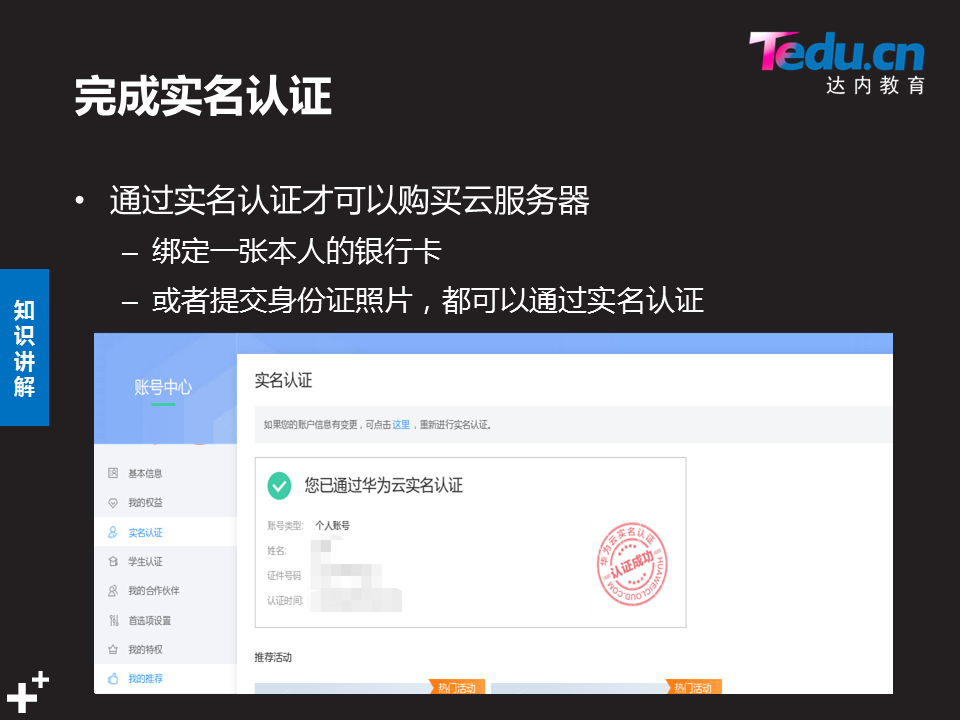 Tedu.cn
达内教育
完成实名认证
• 通过实名认证才可以购买云服务器
– 绑定一张本人的银行卡
– 或者提交身份证照片，都可以通过实名认证
知识讲解
账号中心
基本信息
我的权益
实名认证
学生认证
我的合作伙伴
首选项设置
我的特权
我的推荐
实名认证
如果您的账户信息有变更，可点击 这里 ，重新进行实名认证。
您已通过华为云实名认证
账号类型: 个人账号
姓名:
证件号码
认证时间:
华为云实名认证
认证成功
HUAWEICLOUD.COM
推荐活动
热门活动
热门活动